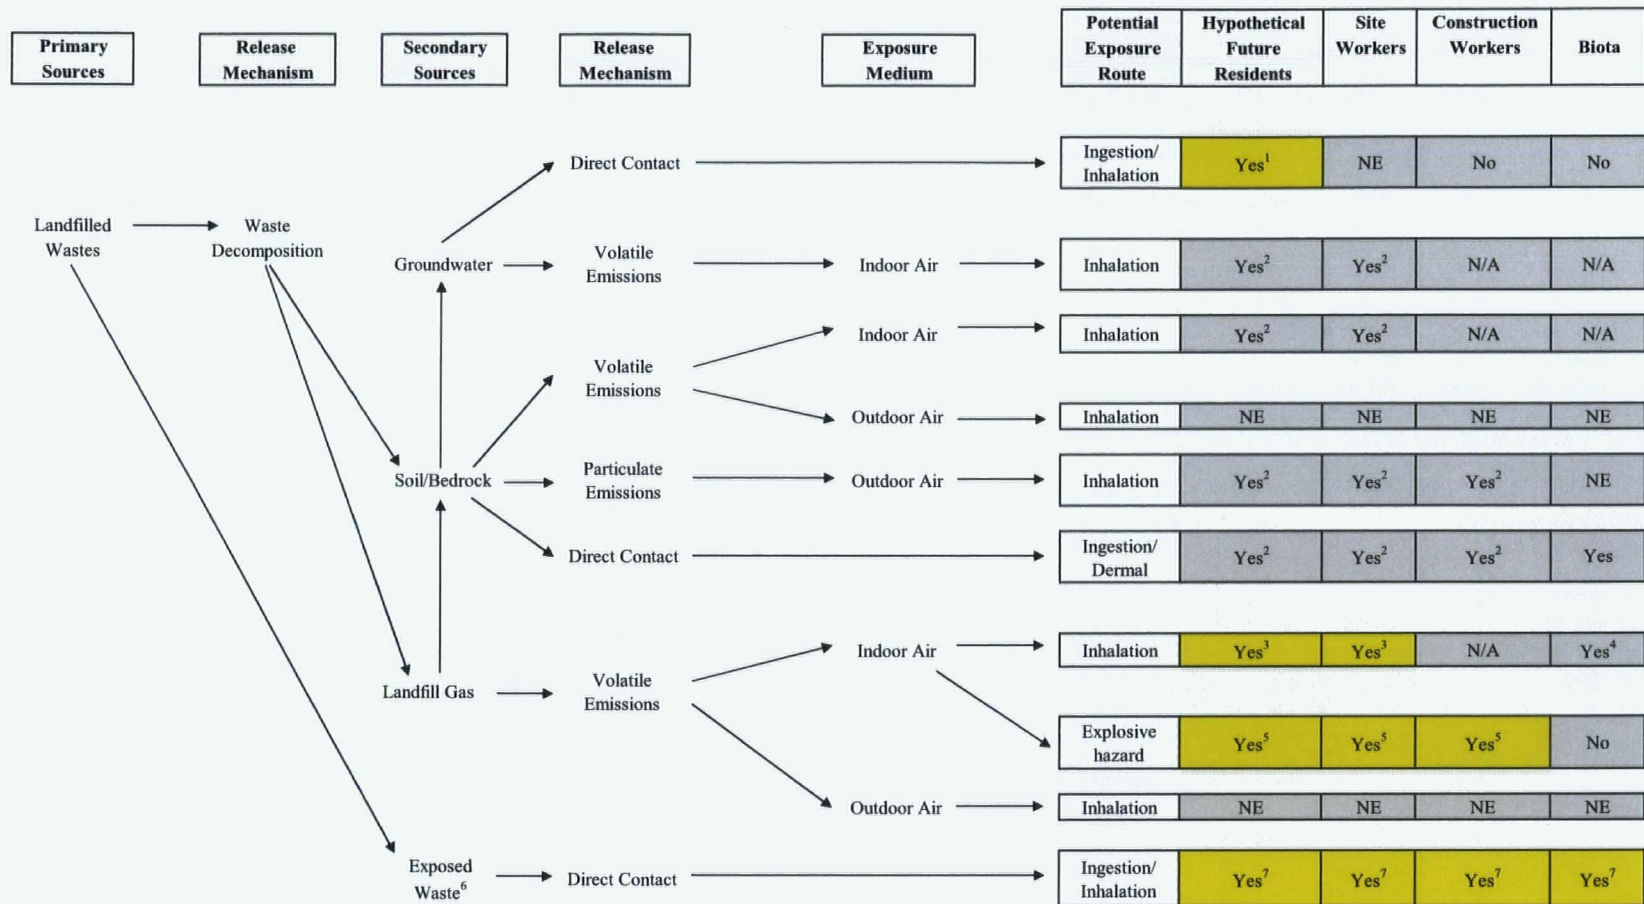 Primary
Sources
Release
Mechanism
Secondary
Sources
Release
Mechanism
Exposure
Medium
Potential
Exposure
Route
Hypothetical
Future
Residents
Site
Workers
Construction
Workers
Biota
Direct Contact
Ingestion/
Inhalation
Yes¹
NE
No
No
Landfilled
Wastes
Waste
Decomposition
Groundwater
Volatile
Emissions
Indoor Air
Inhalation
Yes²
Yes²
N/A
N/A
Volatile
Emissions
Indoor Air
Inhalation
Yes²
Yes²
N/A
N/A
Outdoor Air
Inhalation
NE
NE
NE
NE
Soil/Bedrock
Particulate
Emissions
Outdoor Air
Inhalation
Yes²
Yes²
Yes²
NE
Direct Contact
Ingestion/
Dermal
Yes²
Yes²
Yes²
Yes
Landfill Gas
Volatile
Emissions
Indoor Air
Inhalation
Yes³
Yes³
N/A
Yes⁴
Explosive
hazard
Yes⁵
Yes⁵
Yes⁵
No
Outdoor Air
Inhalation
NE
NE
NE
NE
Exposed
Waste⁶
Direct Contact
Ingestion/
Inhalation
Yes⁷
Yes⁷
Yes⁷
Yes⁷